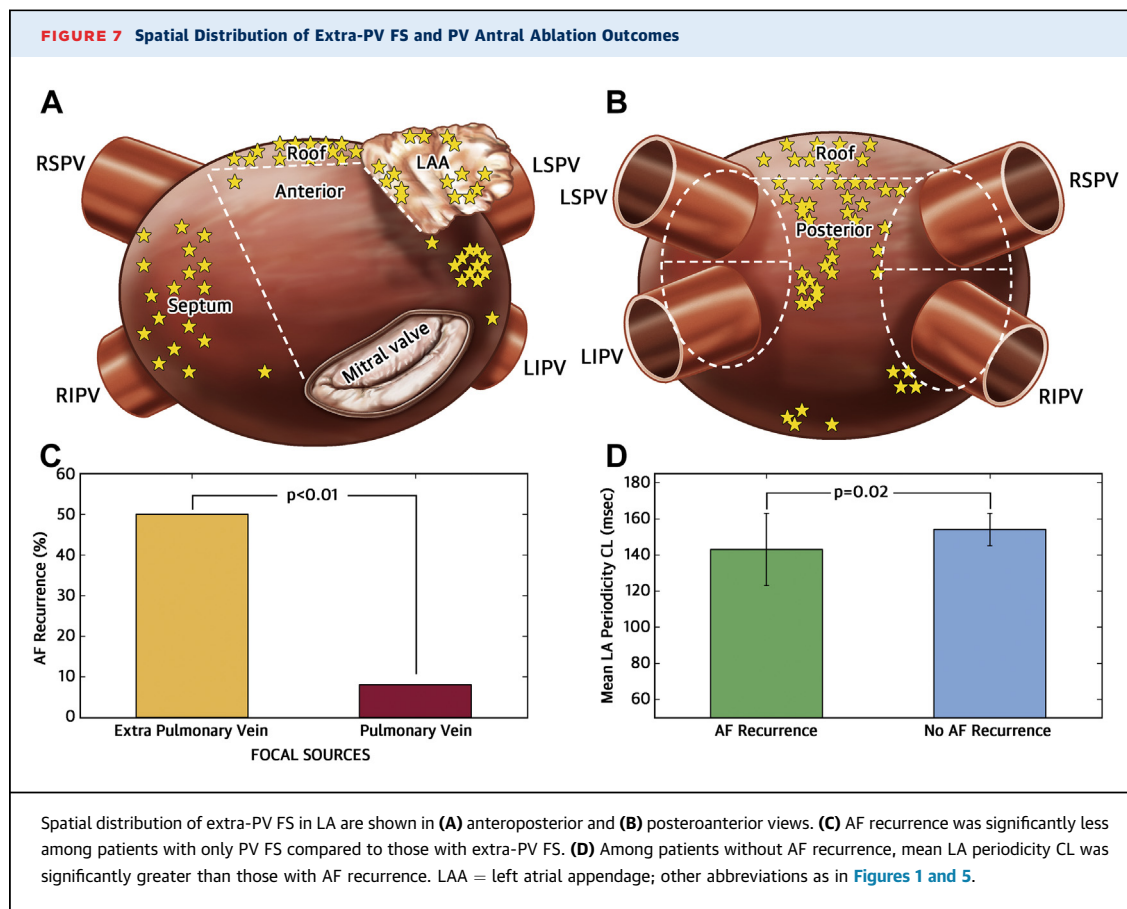 FIGURE 7 Spatial Distribution of Extra-PV FS and PV Antral Ablation Outcomes
A
RSPV
Roof
LAA
LSPV
Anterior
Septum
Mitral valve
RIPV
LIPV
B
LSPV
Roof
RSPV
Posterior
LIPV
RIPV
C
60
50
40
30
20
10
0
AF Recurrence (%)
p<0.01
Extra Pulmonary Vein
Pulmonary Vein
FOCAL SOURCES
D
180
160
140
120
100
80
60
Mean LA Periodicity CL (msec)
p=0.02
AF Recurrence
No AF Recurrence
Spatial distribution of extra-PV FS in LA are shown in (A) anteroposterior and (B) posteroanterior views. (C) AF recurrence was significantly less
among patients with only PV FS compared to those with extra-PV FS. (D) Among patients without AF recurrence, mean LA periodicity CL was
significantly greater than those with AF recurrence. LAA = left atrial appendage; other abbreviations as in Figures 1 and 5.